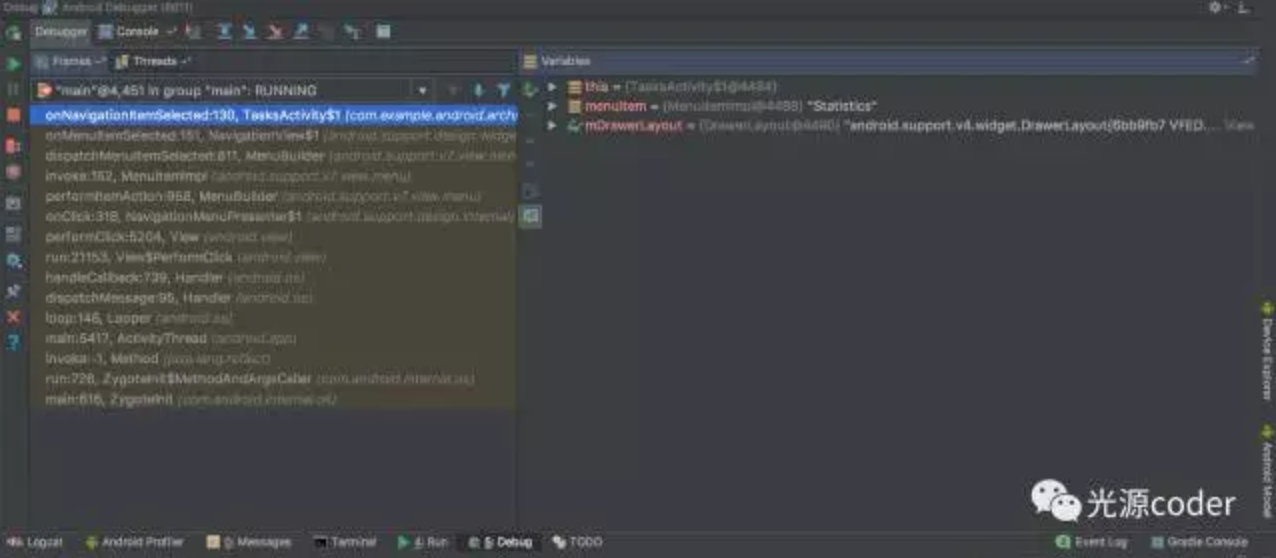 Debug Android Debugger (8611)
Debugger Console
Frames Threads
Variables
"main"@4,451 in group "main": RUNNING
this = {TasksActivity$1@4484}
menuItem = {MenuItemImpl@4488} "Statistics"
mDrawerLayout = {DrawerLayout@4490} "android.support.v4.widget.DrawerLayout{6bb9fb7 VFED.... View
onNavigationItemSelected:130, TasksActivity$1 (com.example.android.archi
onMenuItemSelected:151, NavigationView$1 (android.support.design.widge
dispatchMenuItemSelected:811, MenuBuilder (android.support.v7.view.men
invoke:152, MenuItemImpl (android.support.v7.view.menu)
performItemAction:958, MenuBuilder (android.support.v7.view.menu)
onClick:318, NavigationMenuPresenter$1 (android.support.design.internal)
performClick:5204, View (android.view)
run:21153, View$PerformClick (android.view)
handleCallback:739, Handler (android.os)
dispatchMessage:95, Handler (android.os)
loop:148, Looper (android.os)
main:5417, ActivityThread (android.app)
invoke:-1, Method (java.lang.reflect)
run:726, ZygoteInit$MethodAndArgsCaller (com.android.internal.os)
main:616, ZygoteInit (com.android.internal.os)
Device Explorer
Android Model
光源coder
Logcat Android Profiler 0: Messages Terminal 4: Run 5: Debug TODO Event Log Gradle Console